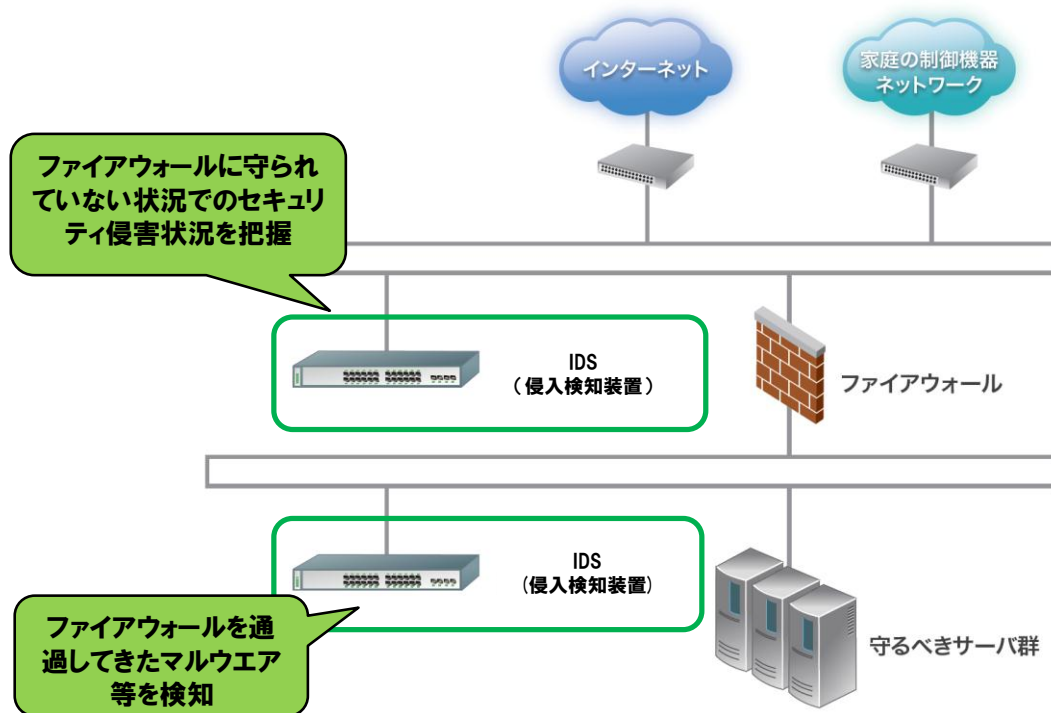 インターネット
家庭の制御機器
ネットワーク
ファイアウォールに守られ
ていない状況でのセキュリ
ティ侵害状況を把握
IDS
(侵入検知装置)
ファイアウォール
IDS
(侵入検知装置)
ファイアウォールを通
過してきたマルウエア
等を検知
守るべきサーバ群